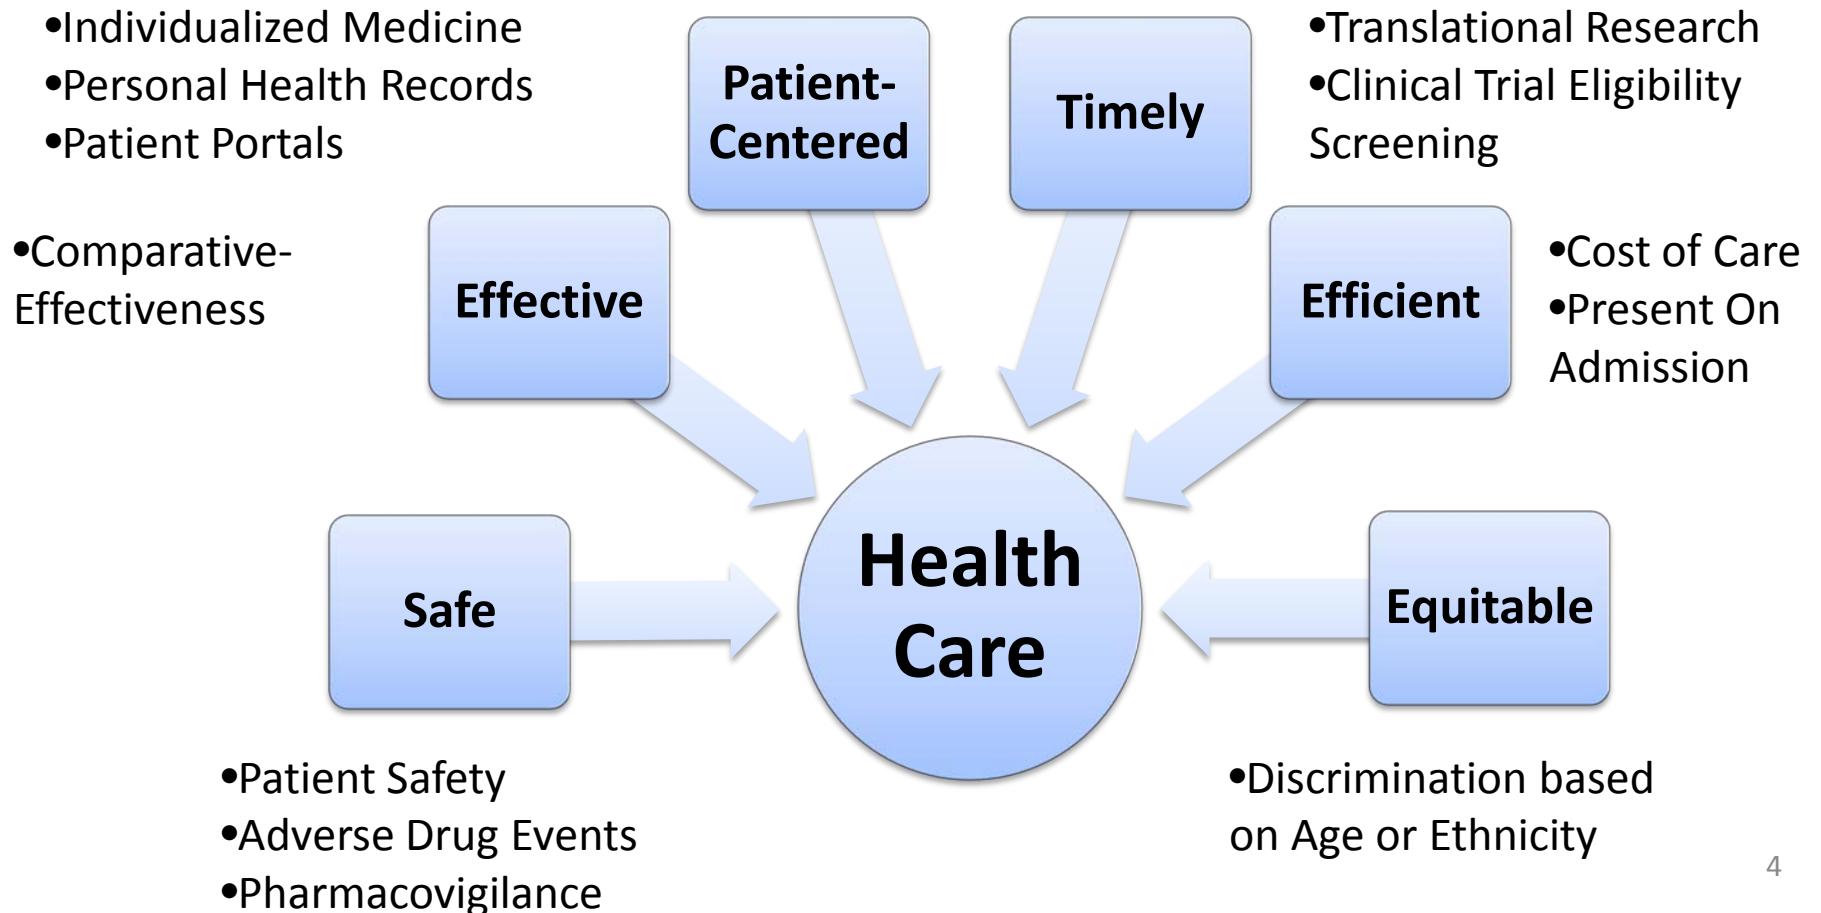 •Individualized Medicine
•Personal Health Records
•Patient Portals
Patient-
Centered
Timely
•Translational Research
•Clinical Trial Eligibility
Screening
•Comparative-
Effectiveness
Effective
Efficient
•Cost of Care
•Present On
Admission
Safe
Health
Care
Equitable
•Patient Safety
•Adverse Drug Events
•Pharmacovigilance
•Discrimination based
on Age or Ethnicity
4